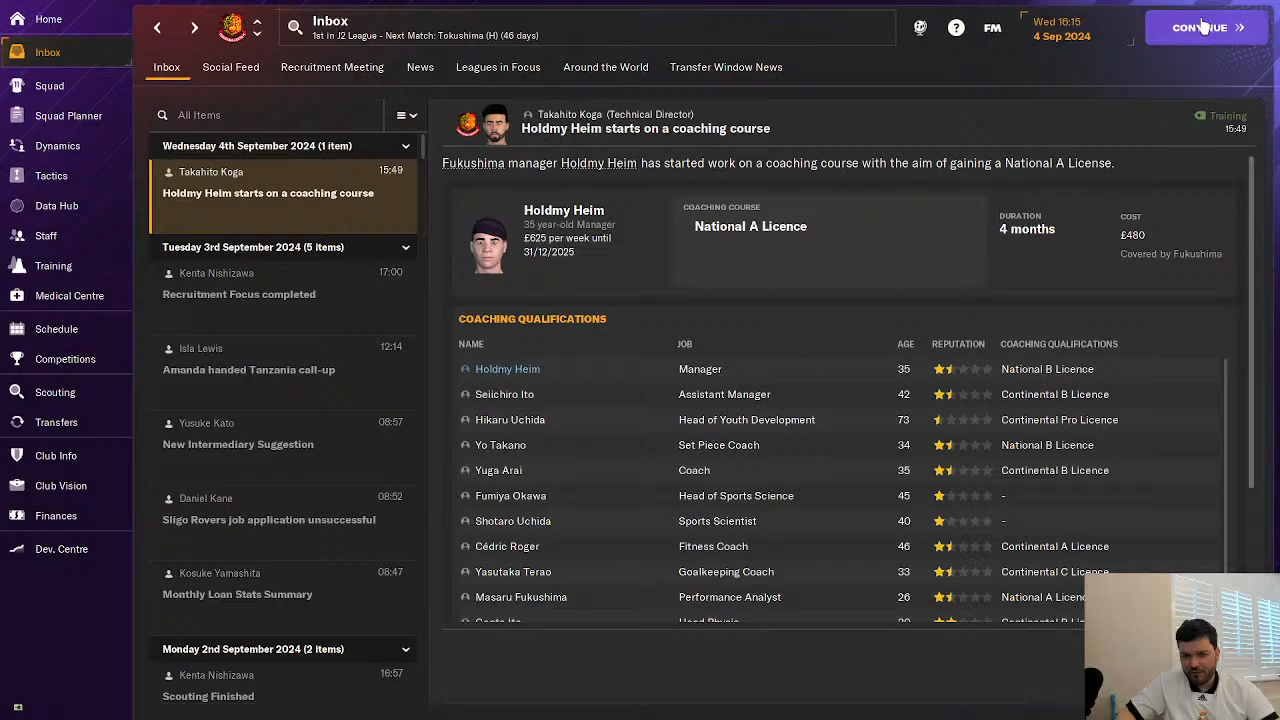 Home
Inbox
Squad
Squad Planner
Dynamics
Tactics
Data Hub
Staff
Training
Medical Centre
Schedule
Competitions
Scouting
Transfers
Club Info
Club Vision
Finances
Dev. Centre
Inbox
1st in J2 League - Next Match: Tokushima (H) (46 days)
FM
Wed 16:15
4 Sep 2024
CONTINUE
Inbox Social Feed Recruitment Meeting News Leagues in Focus Around the World Transfer Window News
All Items
Wednesday 4th September 2024 (1 item)
Takahito Koga 15:49
Holdmy Heim starts on a coaching course
Tuesday 3rd September 2024 (5 items)
Kenta Nishizawa 17:00
Recruitment Focus completed
Isla Lewis 12:14
Amanda handed Tanzania call-up
Yusuke Kato 08:57
New Intermediary Suggestion
Daniel Kane 08:52
Sligo Rovers job application unsuccessful
Kosuke Yamashita 08:47
Monthly Loan Stats Summary
Monday 2nd September 2024 (2 items)
Kenta Nishizawa 16:57
Scouting Finished
Takahito Koga (Technical Director)
Holdmy Heim starts on a coaching course
Training
15:49
Fukushima manager Holdmy Heim has started work on a coaching course with the aim of gaining a National A License.
Holdmy Heim
35 year-old Manager
£625 per week until
31/12/2025
COACHING COURSE
National A Licence
DURATION
4 months
COST
£480
Covered by Fukushima
COACHING QUALIFICATIONS
NAME JOB AGE REPUTATION COACHING QUALIFICATIONS
Holdmy Heim Manager 35 National B Licence
Seiichiro Ito Assistant Manager 42 Continental B Licence
Hikaru Uchida Head of Youth Development 73 Continental Pro Licence
Yo Takano Set Piece Coach 34 National B Licence
Yuga Arai Coach 35 Continental B Licence
Fumiya Okawa Head of Sports Science 45 -
Shotaro Uchida Sports Scientist 40 -
Cédric Roger Fitness Coach 46 Continental A Licence
Yasutaka Terao Goalkeeping Coach 33 Continental C Licence
Masaru Fukushima Performance Analyst 26 National A Licence